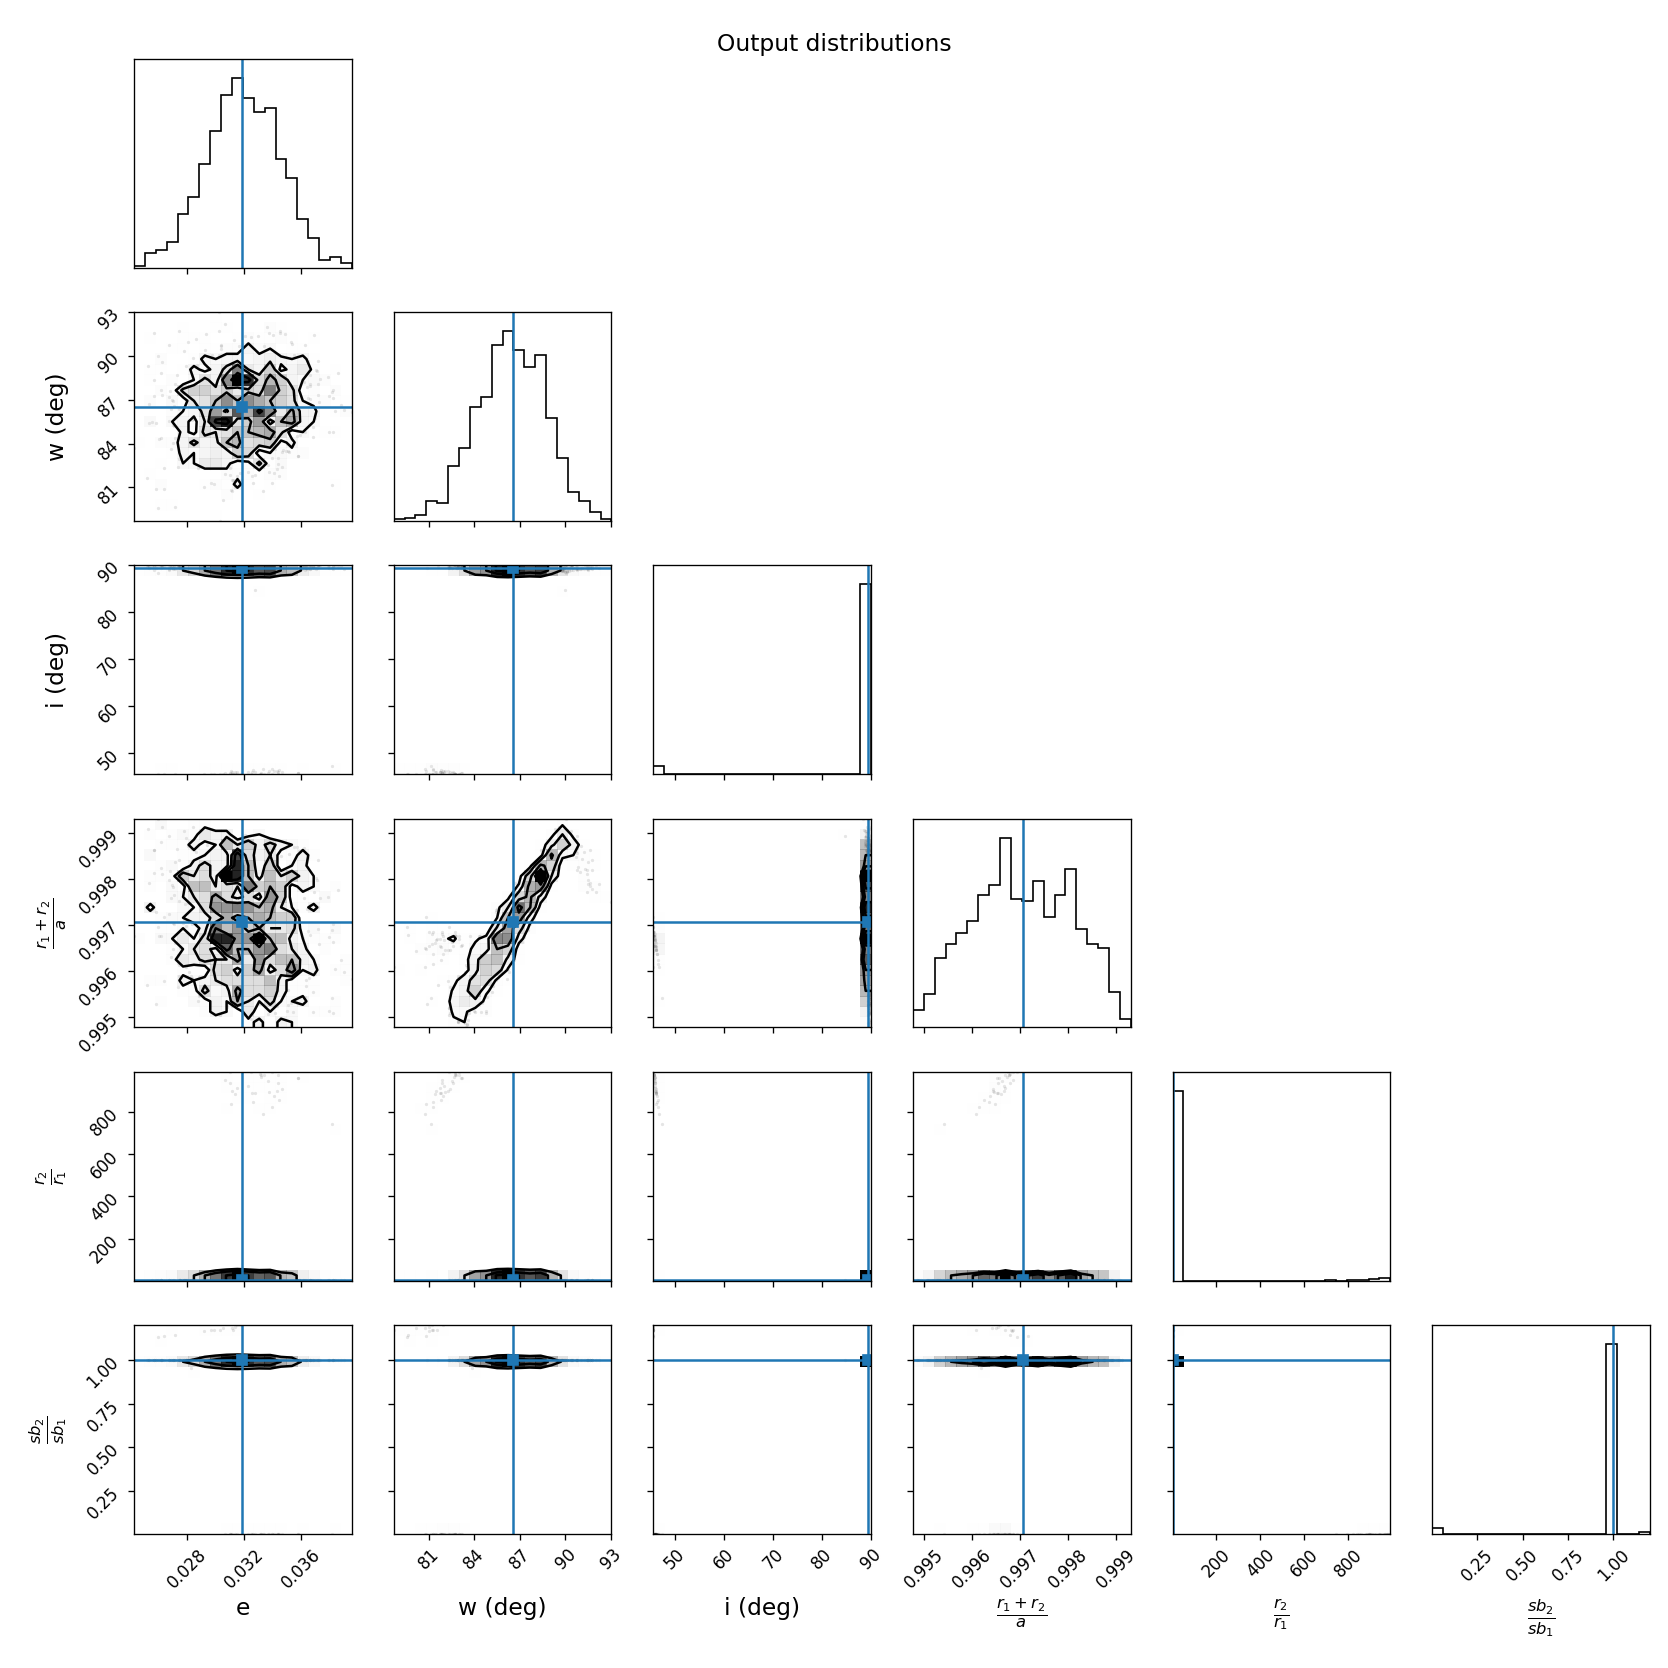 Output distributions
93
90
87
84
81
w (deg)
90
80
70
60
50
i (deg)
0.999
0.998
0.997
0.996
0.995
r₁ + r₂
a
800
600
400
200
r₂
r₁
1.00
0.75
0.50
0.25
sb₂
sb₁
0.028 0.032 0.036 81 84 87 90 93 50 60 70 80 90 0.995 0.996 0.997 0.998 0.999 200 400 600 800 0.25 0.50 0.75 1.00
e w (deg) i (deg)
r₁ + r₂
a
r₂
r₁
sb₂
sb₁